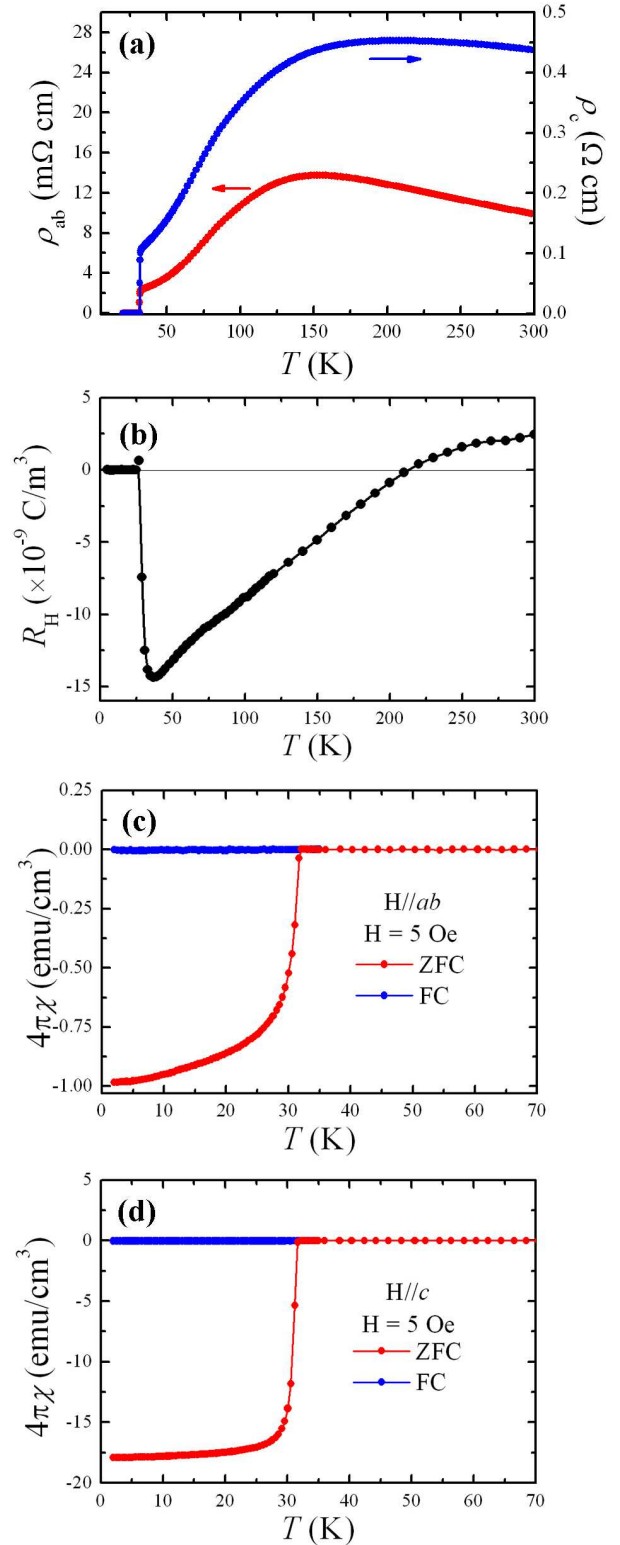 (a)
28
24
20
16
12
8
4
0
ρab (mΩ cm)
0.5
0.4
0.3
0.2
0.1
0.0
ρc (Ω cm)
50 100 150 200 250 300
T (K)
(b)
5
0
-5
-10
-15
RH (×10-9 C/m3)
0 50 100 150 200 250 300
T (K)
(c)
0.25
0.00
-0.25
-0.50
-0.75
-1.00
4πχ (emu/cm3)
H//ab
H = 5 Oe
ZFC
FC
0 10 20 30 40 50 60 70
T (K)
(d)
5
0
-5
-10
-15
-20
4πχ (emu/cm3)
H//c
H = 5 Oe
ZFC
FC
0 10 20 30 40 50 60 70
T (K)